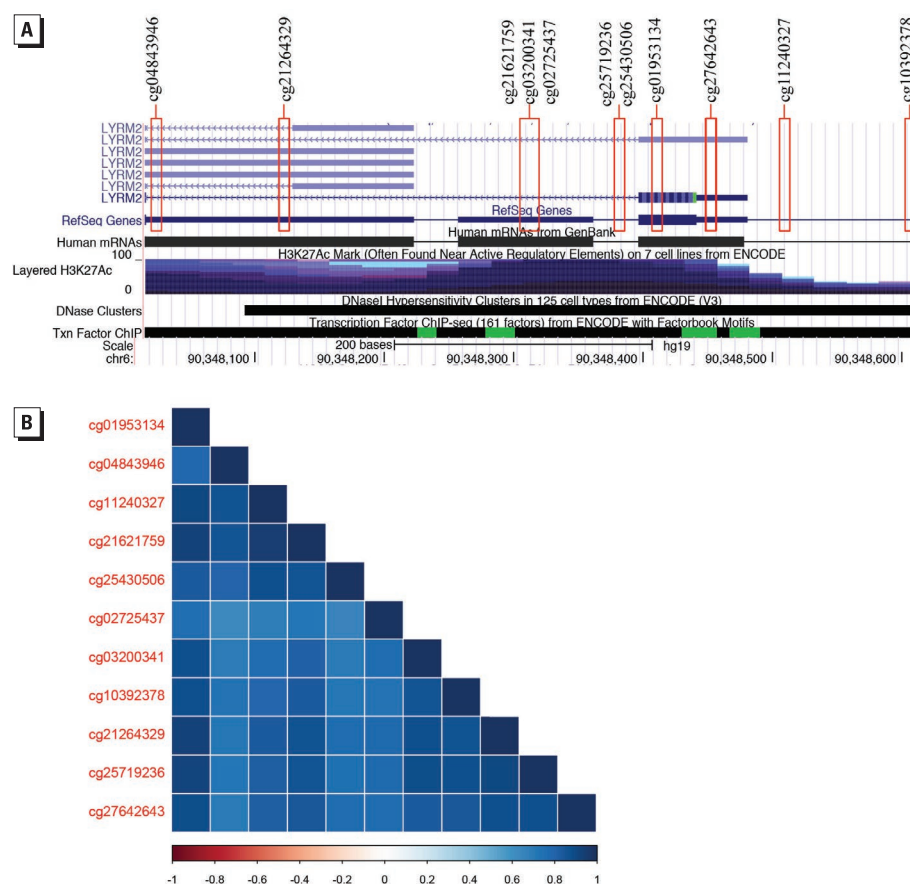 A
cg04843946
cg21264329
cg21621759
cg03200341
cg02725437
cg25719236
cg25430506
cg01953134
cg27642643
cg11240327
cg10392378
LYRM2
LYRM2
LYRM2
LYRM2
LYRM2
LYRM2
LYRM2
RefSeq Genes
RefSeq Genes
Human mRNAs from GenBank
Human mRNAs
H3K27Ac Mark (Often Found Near Active Regulatory Elements) on 7 cell lines from ENCODE
100
Layered H3K27Ac
0
DNaseI Hypersensitivity Clusters in 125 cell types from ENCODE (V3)
DNase Clusters
Transcription Factor ChIP-seq (161 factors) from ENCODE with Factorbook Motifs
Txn Factor ChIP
Scale 200 bases hg19
chr6: 90,348,100 90,348,200 90,348,300 90,348,400 90,348,500 90,348,600
B
cg01953134
cg04843946
cg11240327
cg21621759
cg25430506
cg02725437
cg03200341
cg10392378
cg21264329
cg25719236
cg27642643
-1 -0.8 -0.6 -0.4 -0.2 0 0.2 0.4 0.6 0.8 1